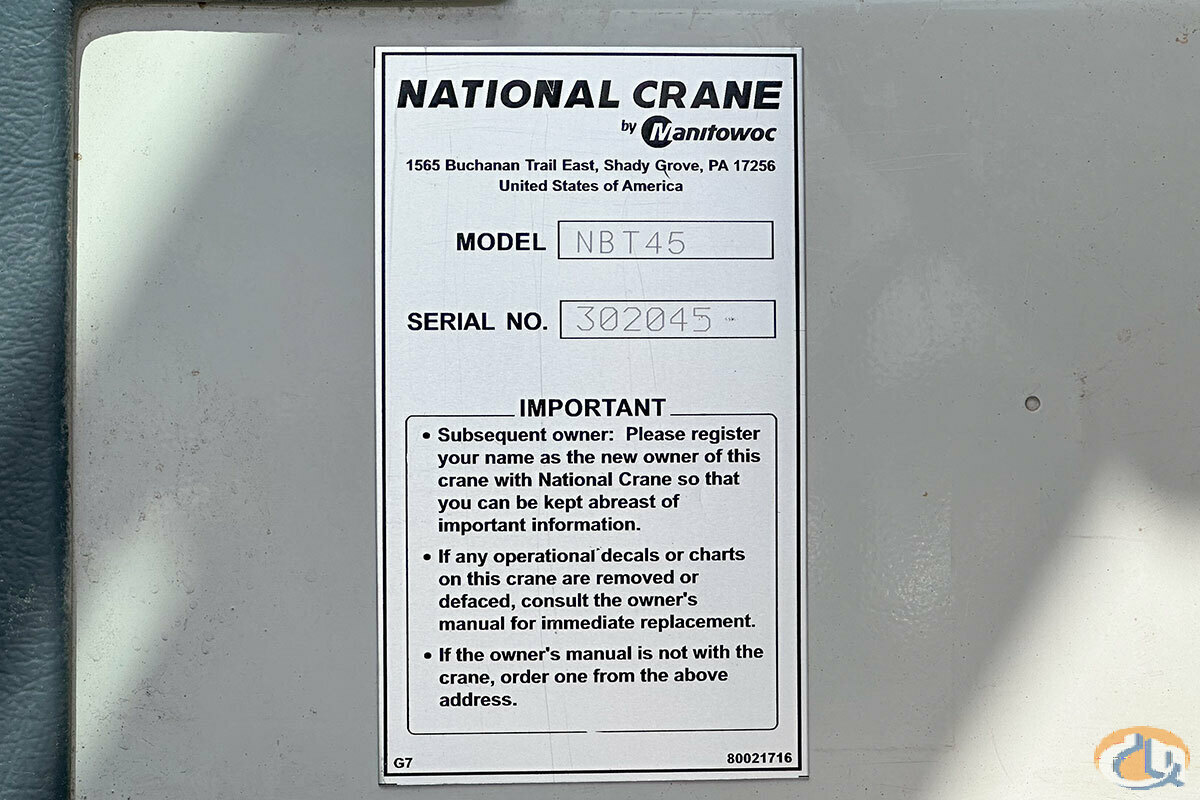 NATIONAL CRANE
by Manitowoc
1565 Buchanan Trail East, Shady Grove, PA 17256
United States of America
MODEL NBT45
SERIAL NO. 302045
IMPORTANT
• Subsequent owner: Please register
your name as the new owner of this
crane with National Crane so that
you can be kept abreast of
important information.
• If any operational decals or charts
on this crane are removed or
defaced, consult the owner's
manual for immediate replacement.
• If the owner's manual is not with the
crane, order one from the above
address.
G7 80021716